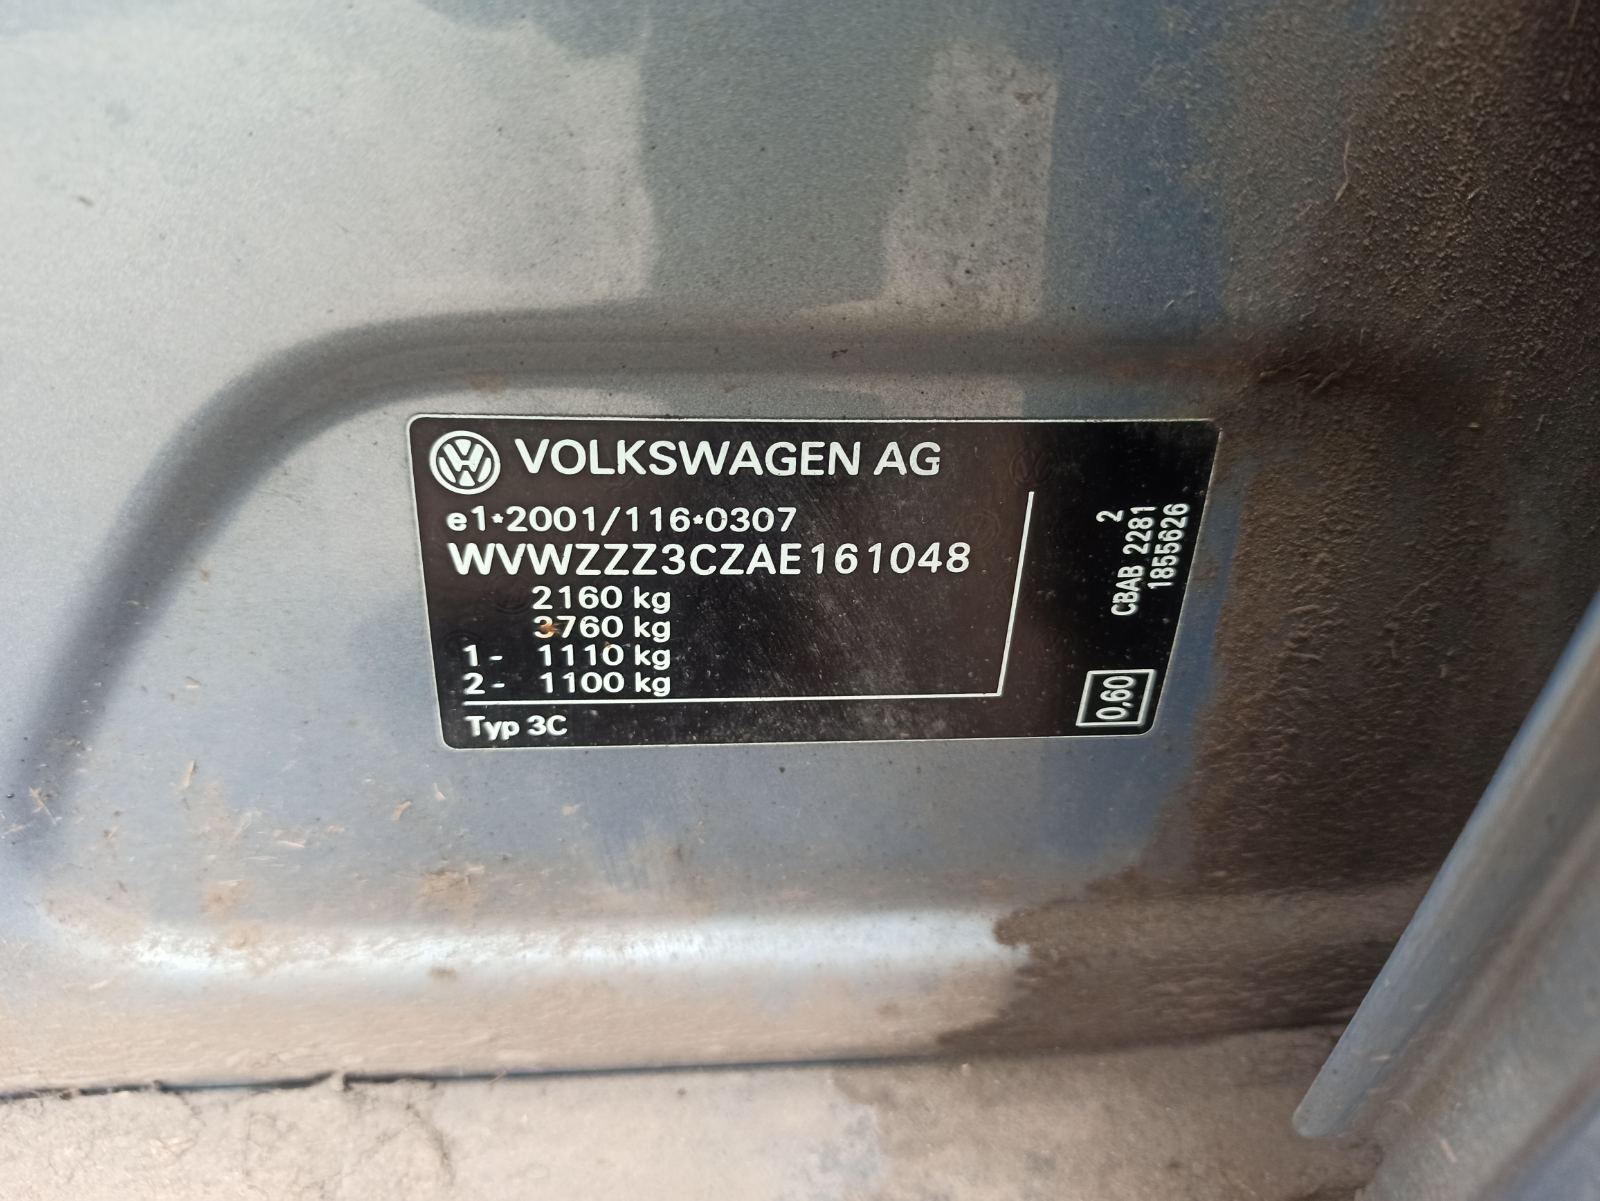 VOLKSWAGEN AG
e1*2001/116*0307
WVWZZZ3CZAE161048
2160 kg
3760 kg
1- 1110 kg
2- 1100 kg
Typ 3C
2
CBAB 2281
1855626
0,60